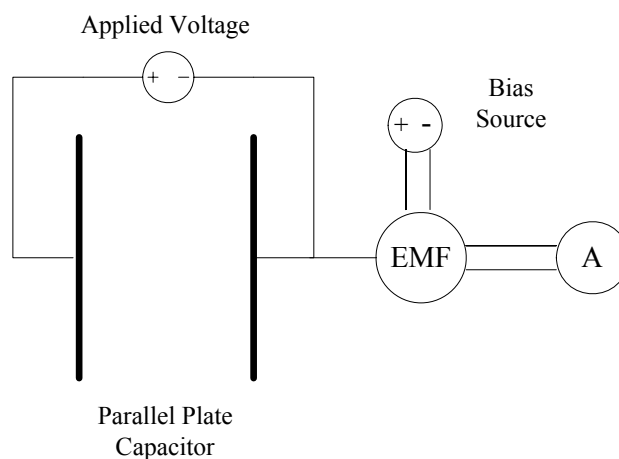 Applied Voltage
+ −
Bias
Source
+ -
EMF
A
Parallel Plate
Capacitor